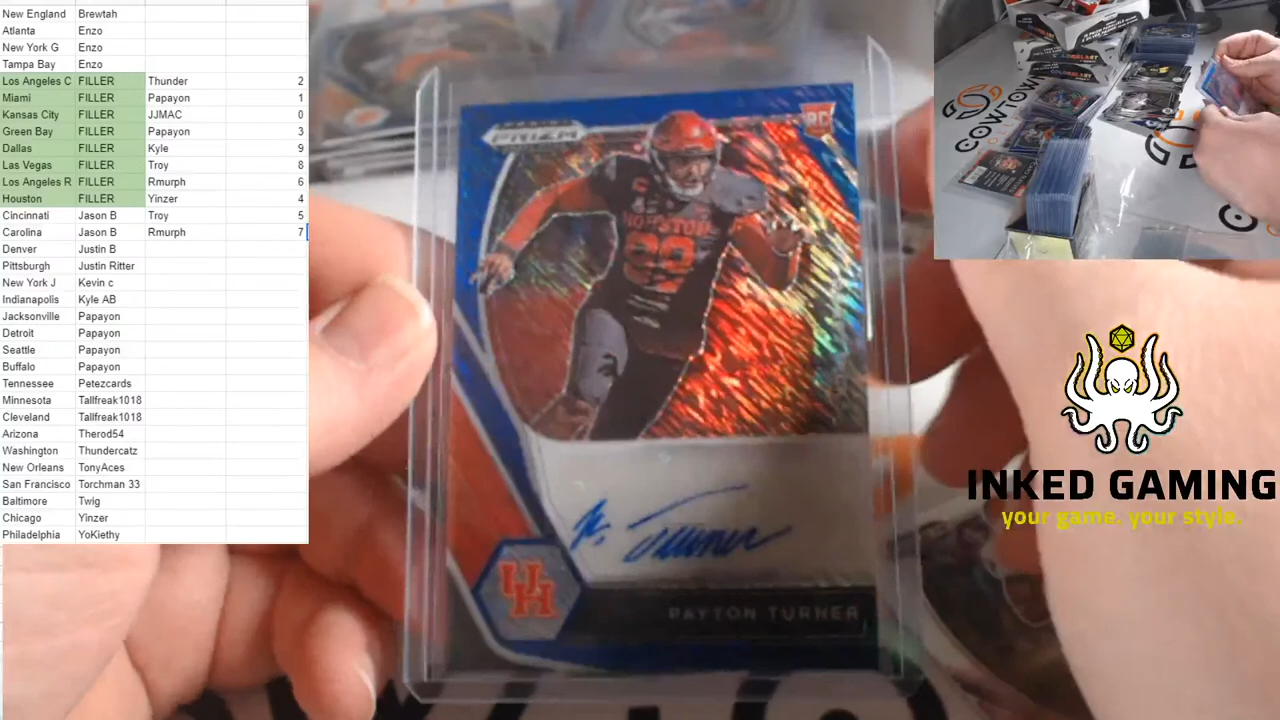 New England Brewtah
Atlanta Enzo
New York G Enzo
Tampa Bay Enzo
Los Angeles C FILLER Thunder 2
Miami FILLER Papayon 1
Kansas City FILLER JJMAC 0
Green Bay FILLER Papayon 3
Dallas FILLER Kyle 9
Las Vegas FILLER Troy 8
Los Angeles R FILLER Rmurph 6
Houston FILLER Yinzer 4
Cincinnati Jason B Troy 5
Carolina Jason B Rmurph 7
Denver Justin B
Pittsburgh Justin Ritter
New York J Kevin c
Indianapolis Kyle AB
Jacksonville Papayon
Detroit Papayon
Seattle Papayon
Buffalo Papayon
Tennessee Petezcards
Minnesota Tallfreak1018
Cleveland Tallfreak1018
Arizona Therod54
Washington Thundercatz
New Orleans TonyAces
San Francisco Torchman 33
Baltimore Twig
Chicago Yinzer
Philadelphia YoKiethy
PRIZM
RC
HOUSTON
UH
PAYTON TURNER
COWTOWN
COLORBLAST
INKED GAMING
your game. your style.